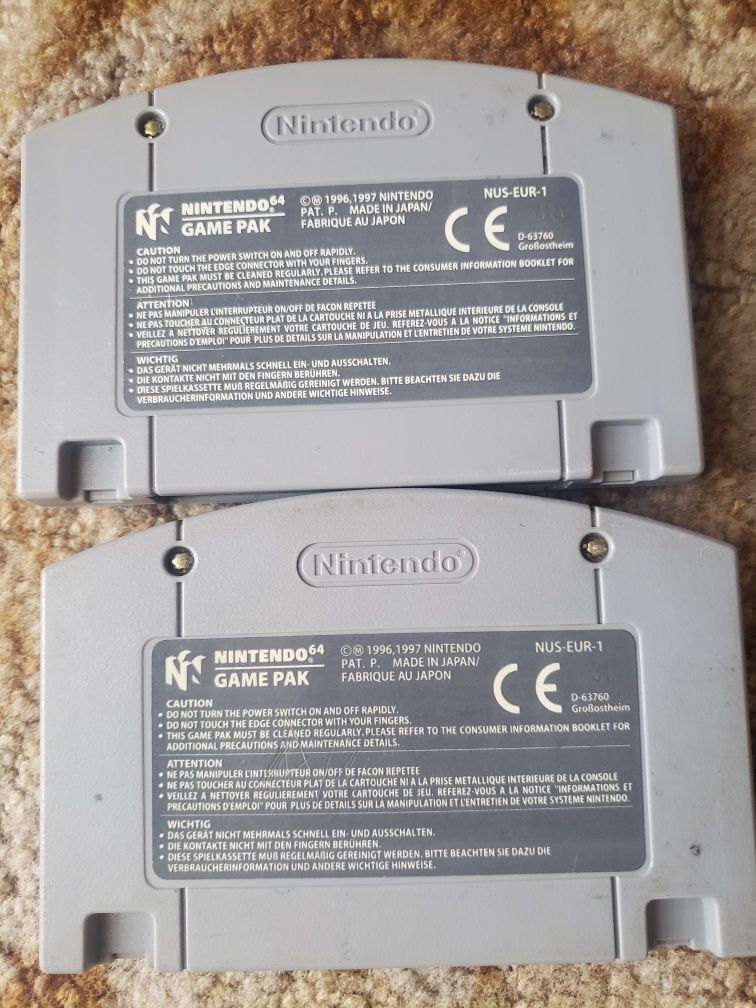 Nintendo
NINTENDO64
GAME PAK
©Ⓜ 1996,1997 NINTENDO
PAT. P. MADE IN JAPAN/
FABRIQUE AU JAPON
NUS-EUR-1
CE
D-63760
Großostheim
CAUTION
• DO NOT TURN THE POWER SWITCH ON AND OFF RAPIDLY.
• DO NOT TOUCH THE EDGE CONNECTOR WITH YOUR FINGERS.
• THIS GAME PAK MUST BE CLEANED REGULARLY. PLEASE REFER TO THE CONSUMER INFORMATION BOOKLET FOR
ADDITIONAL PRECAUTIONS AND MAINTENANCE DETAILS.
ATTENTION
• NE PAS MANIPULER L'INTERRUPTEUR ON/OFF DE FACON REPETEE
• NE PAS TOUCHER AU CONNECTEUR PLAT DE LA CARTOUCHE NI A LA PRISE METALLIQUE INTERIEURE DE LA CONSOLE
• VEILLEZ A NETTOYER REGULIEREMENT VOTRE CARTOUCHE DE JEU. REFEREZ-VOUS A LA NOTICE "INFORMATIONS ET
PRECAUTIONS D'EMPLOI" POUR PLUS DE DETAILS SUR LA MANIPULATION ET L'ENTRETIEN DE VOTRE SYSTEME NINTENDO.
WICHTIG
• DAS GERÄT NICHT MEHRMALS SCHNELL EIN- UND AUSSCHALTEN.
• DIE KONTAKTE NICHT MIT DEN FINGERN BERÜHREN.
• DIESE SPIELKASSETTE MUß REGELMÄßIG GEREINIGT WERDEN. BITTE BEACHTEN SIE DAZU DIE
VERBRAUCHERINFORMATION UND ANDERE WICHTIGE HINWEISE.
Nintendo®
NINTENDO64
GAME PAK
©Ⓜ 1996,1997 NINTENDO
PAT. P. MADE IN JAPAN/
FABRIQUE AU JAPON
NUS-EUR-1
CE
D-63760
Großostheim
CAUTION
• DO NOT TURN THE POWER SWITCH ON AND OFF RAPIDLY.
• DO NOT TOUCH THE EDGE CONNECTOR WITH YOUR FINGERS.
• THIS GAME PAK MUST BE CLEANED REGULARLY. PLEASE REFER TO THE CONSUMER INFORMATION BOOKLET FOR
ADDITIONAL PRECAUTIONS AND MAINTENANCE DETAILS.
ATTENTION
• NE PAS MANIPULER L'INTERRUPTEUR ON/OFF DE FACON REPETEE
• NE PAS TOUCHER AU CONNECTEUR PLAT DE LA CARTOUCHE NI A LA PRISE METALLIQUE INTERIEURE DE LA CONSOLE
• VEILLEZ A NETTOYER REGULIEREMENT VOTRE CARTOUCHE DE JEU. REFEREZ-VOUS A LA NOTICE "INFORMATIONS ET
PRECAUTIONS D'EMPLOI" POUR PLUS DE DETAILS SUR LA MANIPULATION ET L'ENTRETIEN DE VOTRE SYSTEME NINTENDO.
WICHTIG
• DAS GERÄT NICHT MEHRMALS SCHNELL EIN- UND AUSSCHALTEN.
• DIE KONTAKTE NICHT MIT DEN FINGERN BERÜHREN.
• DIESE SPIELKASSETTE MUß REGELMÄßIG GEREINIGT WERDEN. BITTE BEACHTEN SIE DAZU DIE
VERBRAUCHERINFORMATION UND ANDERE WICHTIGE HINWEISE.